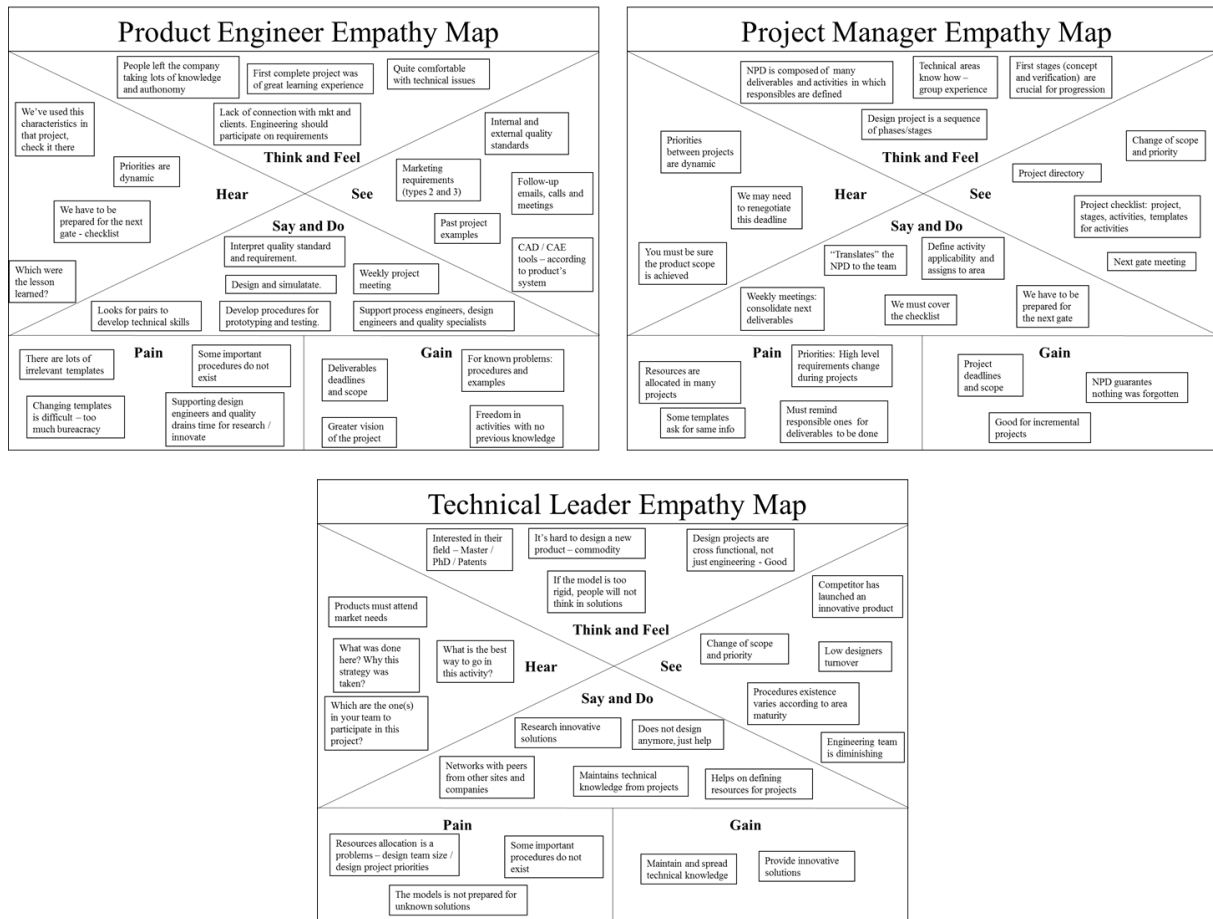 Product Engineer Empathy Map
People left the company
taking lots of knowledge
and authonomy
First complete project was
of great learning experience
Quite comfortable
with technical issues
We've used this
characteristics in
that project,
check it there
Lack of connection with mkt and
clients. Engineering should
participate on requirements
Internal and
external quality
standards
Think and Feel
Priorities are
dynamic
Hear
See
Marketing
requirements
(types 2 and 3)
Follow-up
emails, calls and
meetings
We have to be
prepared for the next
gate - checklist
Say and Do
Past project
examples
Interpret quality standard
and requirement.
CAD / CAE
tools – according
to product's
system
Which were
the lesson
learned?
Design and simulatate.
Weekly project
meeting
Looks for pairs to
develop technical skills
Develop procedures for
prototyping and testing.
Support process engineers, design
engineers and quality specialists
Pain
There are lots of
irrelevant templates
Some important
procedures do not
exist
Changing templates
is difficult – too
much bureacracy
Supporting design
engineers and quality
drains time for research /
innovate
Gain
Deliverables
deadlines
and scope
For known problems:
procedures and
examples
Greater vision
of the project
Freedom in
activities with no
previous knowledge
Project Manager Empathy Map
NPD is composed of many
deliverables and activities in which
responsibles are defined
Technical areas
know how –
group experience
First stages (concept
and verification) are
crucial for progression
Design project is a sequence
of phases/stages
Priorities
between projects
are dynamic
Change of scope
and priority
Think and Feel
Project directory
Hear
See
We may need
to renegotiate
this deadline
Project checklist: project,
stages, activities, templates
for activities
Say and Do
You must be sure
the product scope
is achieved
"Translates" the
NPD to the team
Define activity
applicability and
assigns to area
Next gate meeting
Weekly meetings:
consolidate next
deliverables
We must cover
the checklist
We have to be
prepared for
the next gate
Pain
Resources are
allocated in many
projects
Priorities: High level
requirements change
during projects
Some templates
ask for same info
Must remind
responsible ones for
deliverables to be done
Gain
Project
deadlines
and scope
NPD guarantes
nothing was forgotten
Good for incremental
projects
Technical Leader Empathy Map
Interested in their
field – Master /
PhD / Patents
It's hard to design a new
product – commodity
Design projects are
cross functional, not
just engineering - Good
If the model is too
rigid, people will not
think in solutions
Competitor has
launched an
innovative product
Products must attend
market needs
Think and Feel
What was done
here? Why this
strategy was
taken?
What is the best
way to go in
this activity?
Hear
See
Change of scope
and priority
Low designers
turnover
Say and Do
Procedures existence
varies according to area
maturity
Which are the one(s)
in your team to
participate in this
project?
Research innovative
solutions
Does not design
anymore, just help
Engineering team
is diminishing
Networks with peers
from other sites and
companies
Maintains technical
knowledge from projects
Helps on defining
resources for projects
Pain
Resources allocation is a
problems – design team size /
design project priorities
Some important
procedures do not
exist
The models is not prepared for
unknown solutions
Gain
Maintain and spread
technical knowledge
Provide innovative
solutions